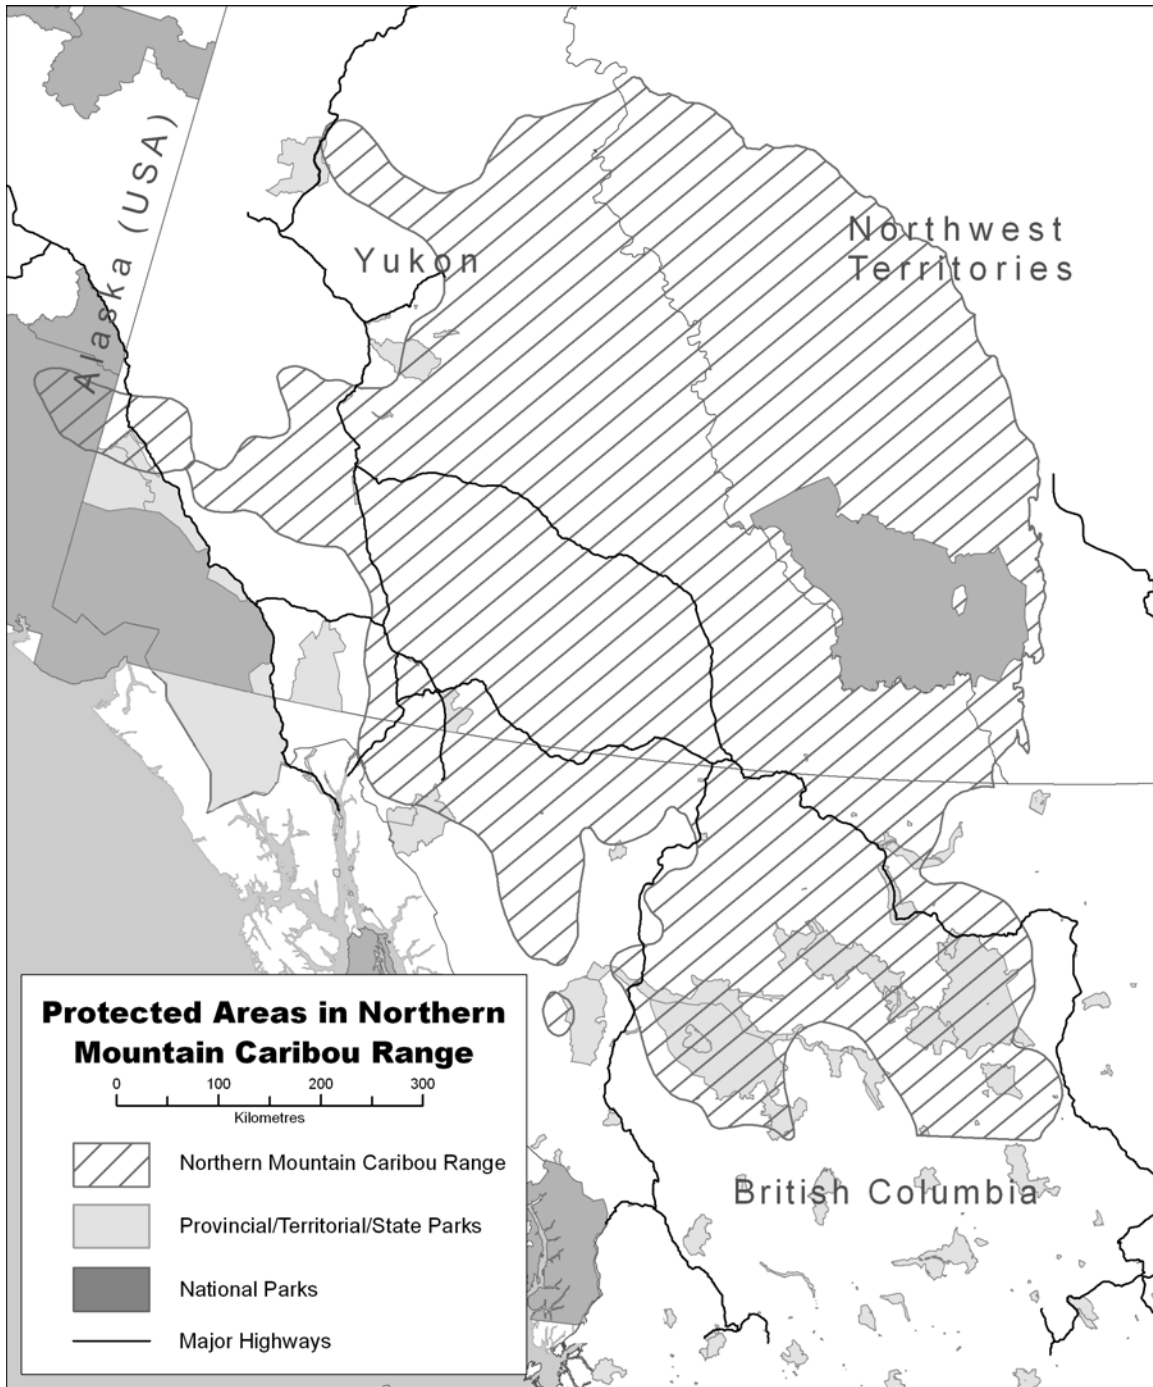 Alaska (USA)
Yukon
Northwest
Territories
Protected Areas in Northern
Mountain Caribou Range
0 100 200 300
Kilometres
Northern Mountain Caribou Range
Provincial/Territorial/State Parks
National Parks
Major Highways
British Columbia